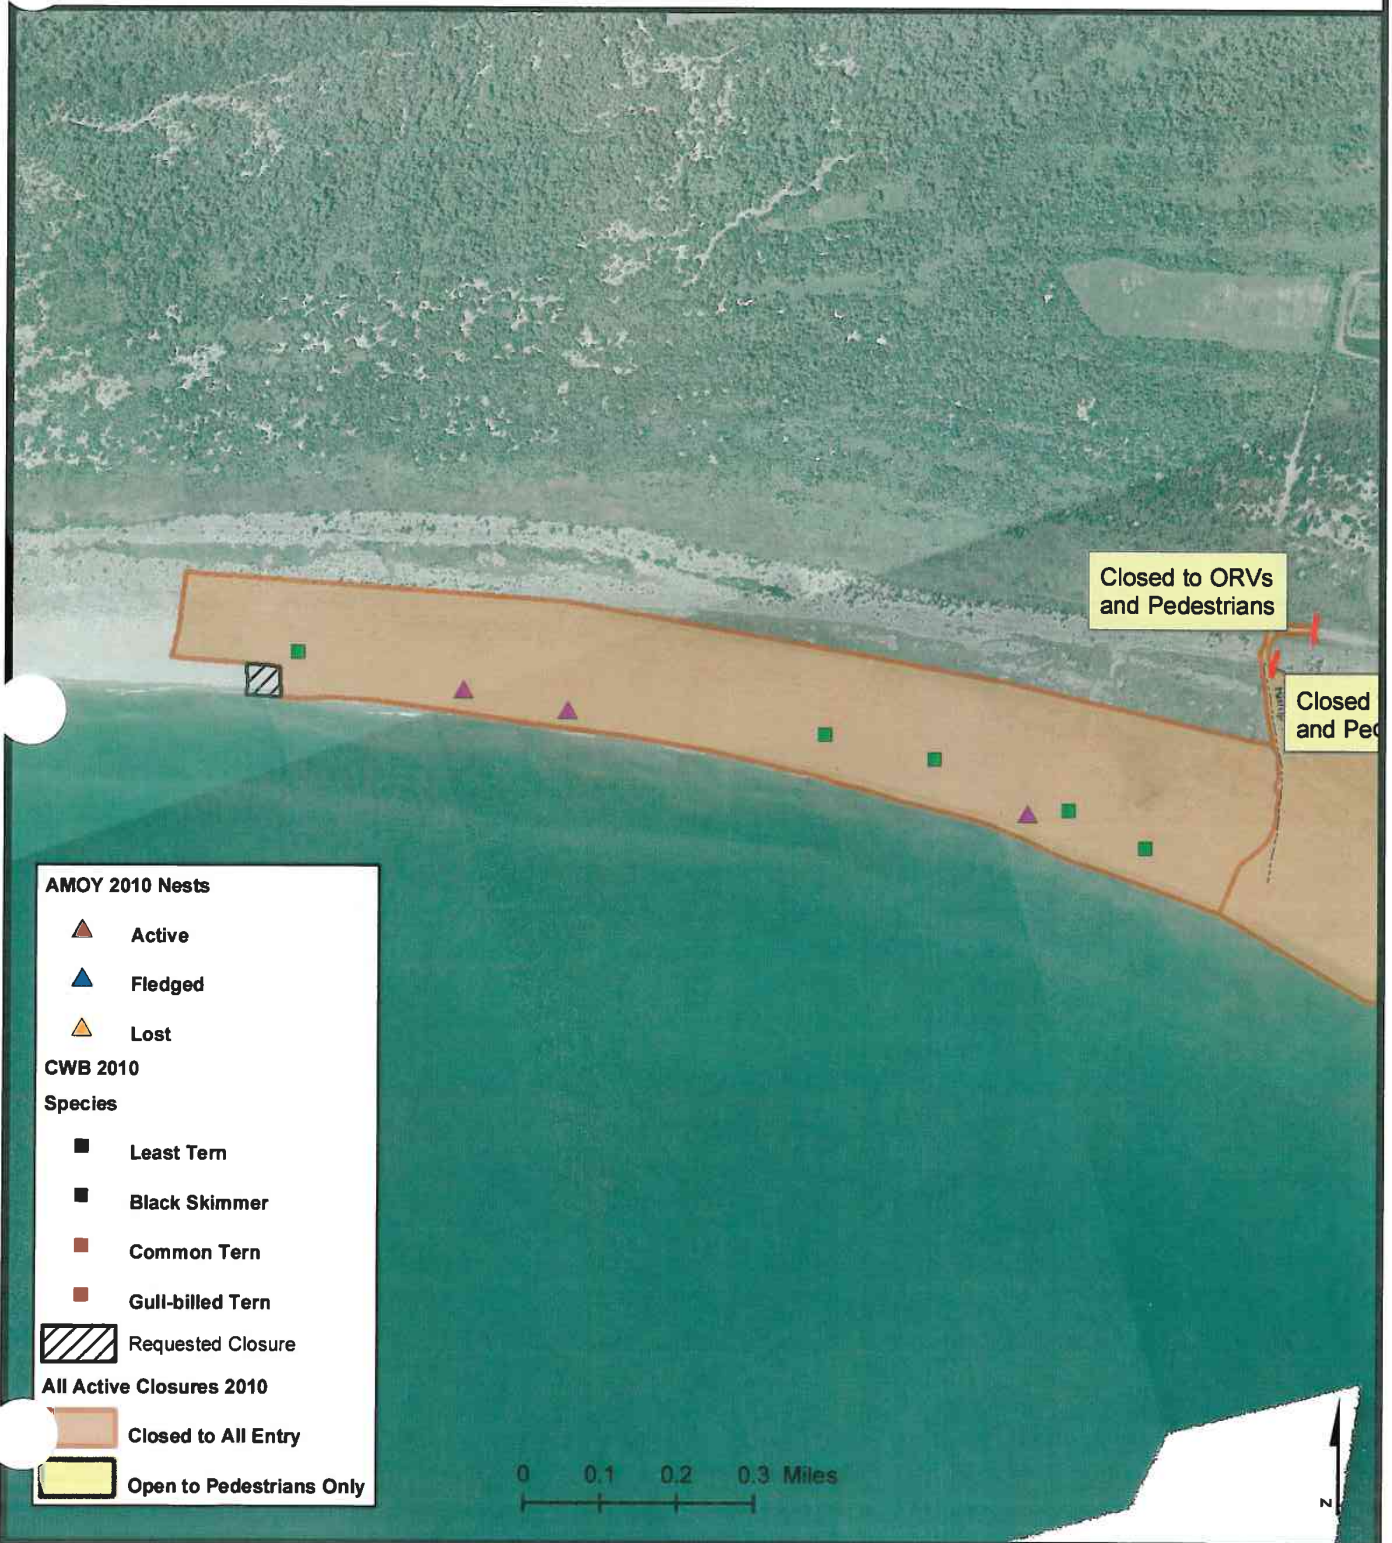 Closed to ORVs
and Pedestrians
Closed
and Ped
AMOY 2010 Nests
Active
Fledged
Lost
CWB 2010
Species
Least Tern
Black Skimmer
Common Tern
Gull-billed Tern
Requested Closure
All Active Closures 2010
Closed to All Entry
Open to Pedestrians Only
0 0.1 0.2 0.3 Miles
N